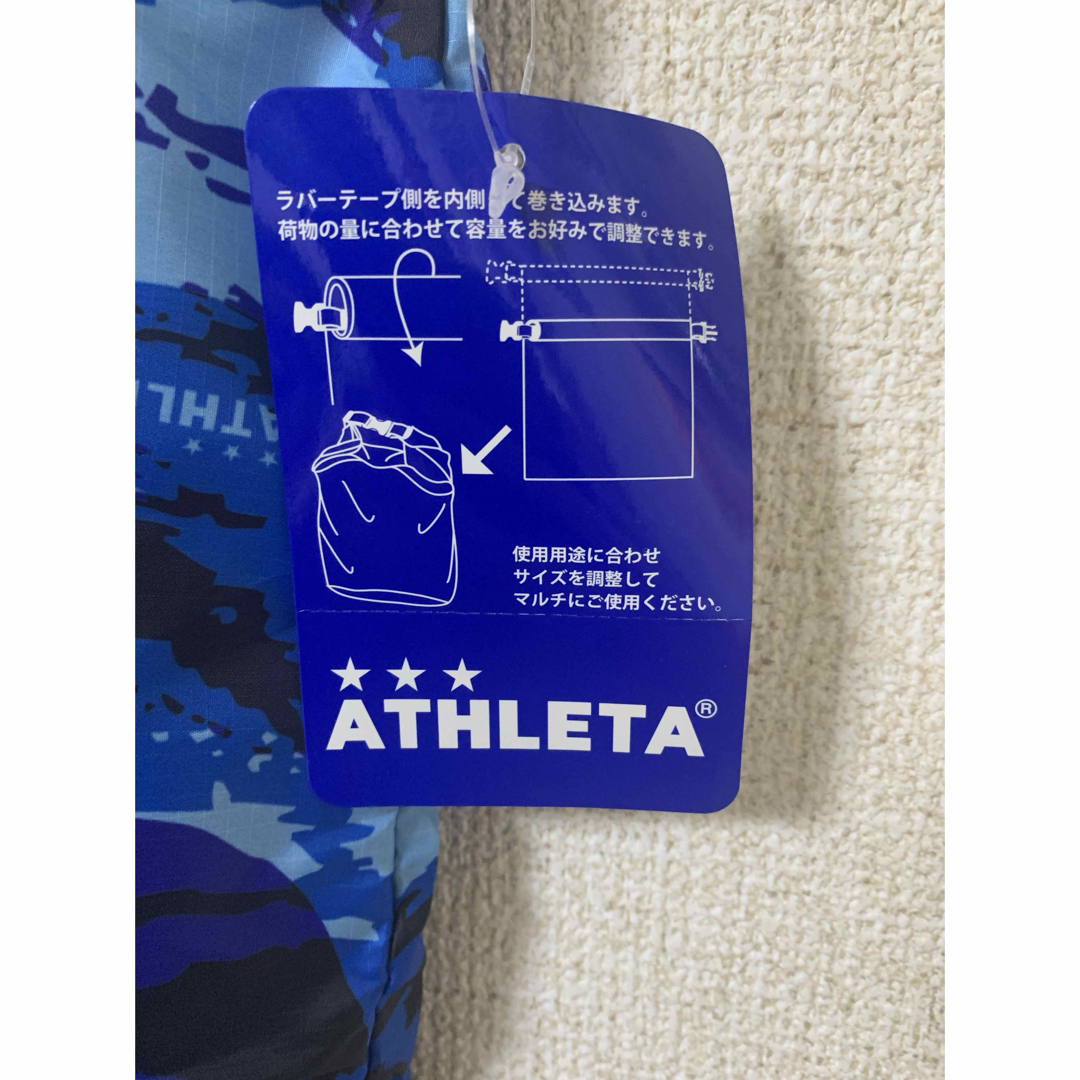 ラバーテープ側を内側 て巻き込みます。
荷物の量に合わせて容量をお好みで調整できます。
使用用途に合わせ
サイズを調整して
マルチにご使用ください。
ATHLETA®
ATHL